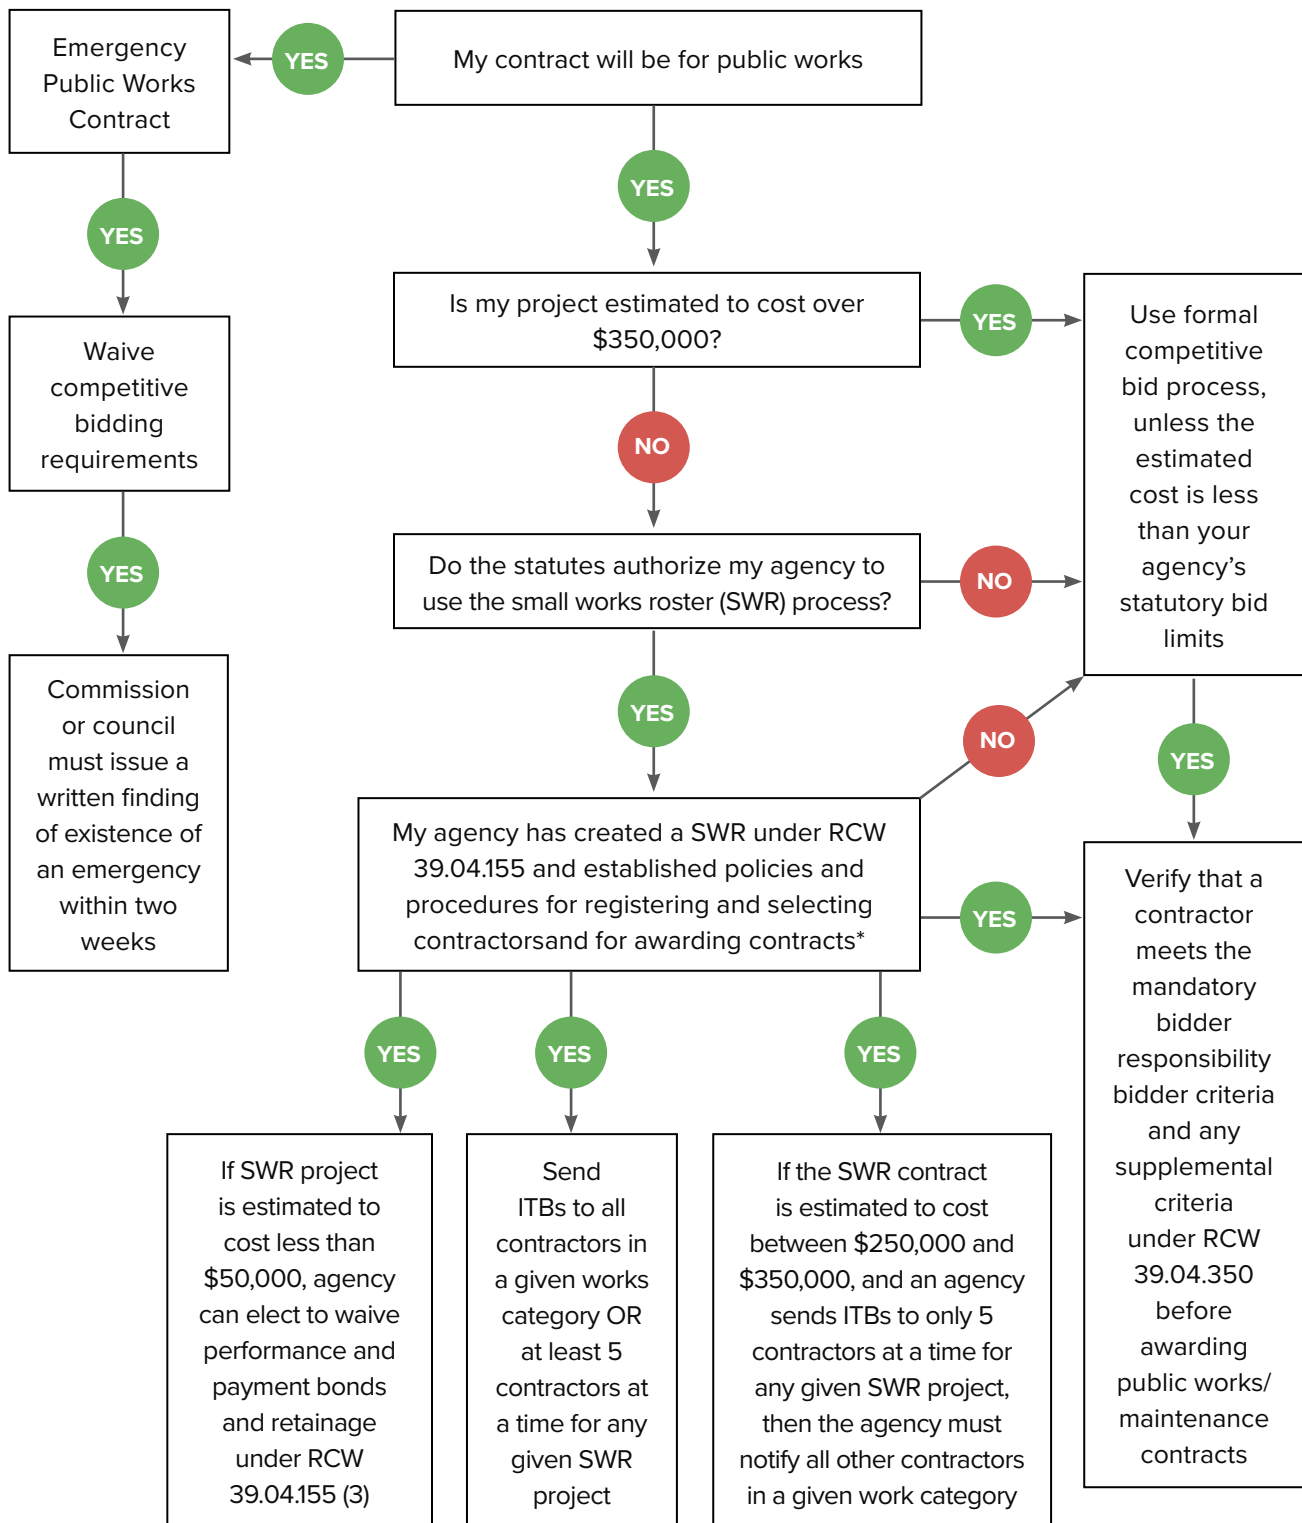 Emergency
Public Works
Contract
YES
My contract will be for public works
YES
YES
Is my project estimated to cost over
$350,000?
YES
Use formal
competitive
bid process,
unless the
estimated
cost is less
than your
agency's
statutory bid
limits
Waive
competitive
bidding
requirements
NO
YES
Do the statutes authorize my agency to
use the small works roster (SWR) process?
NO
Commission
or council
must issue a
written finding
of existence of
an emergency
within two
weeks
YES
NO
YES
My agency has created a SWR under RCW
39.04.155 and established policies and
procedures for registering and selecting
contractorsand for awarding contracts*
YES
Verify that a
contractor
meets the
mandatory
bidder
responsibility
bidder criteria
and any
supplemental
criteria
under RCW
39.04.350
before
awarding
public works/
maintenance
contracts
YES
YES
YES
If SWR project
is estimated to
cost less than
$50,000, agency
can elect to waive
performance and
payment bonds
and retainage
under RCW
39.04.155 (3)
Send
ITBs to all
contractors in
a given works
category OR
at least 5
contractors at
a time for any
given SWR
project
If the SWR contract
is estimated to cost
between $250,000 and
$350,000, and an agency
sends ITBs to only 5
contractors at a time for
any given SWR project,
then the agency must
notify all other contractors
in a given work category